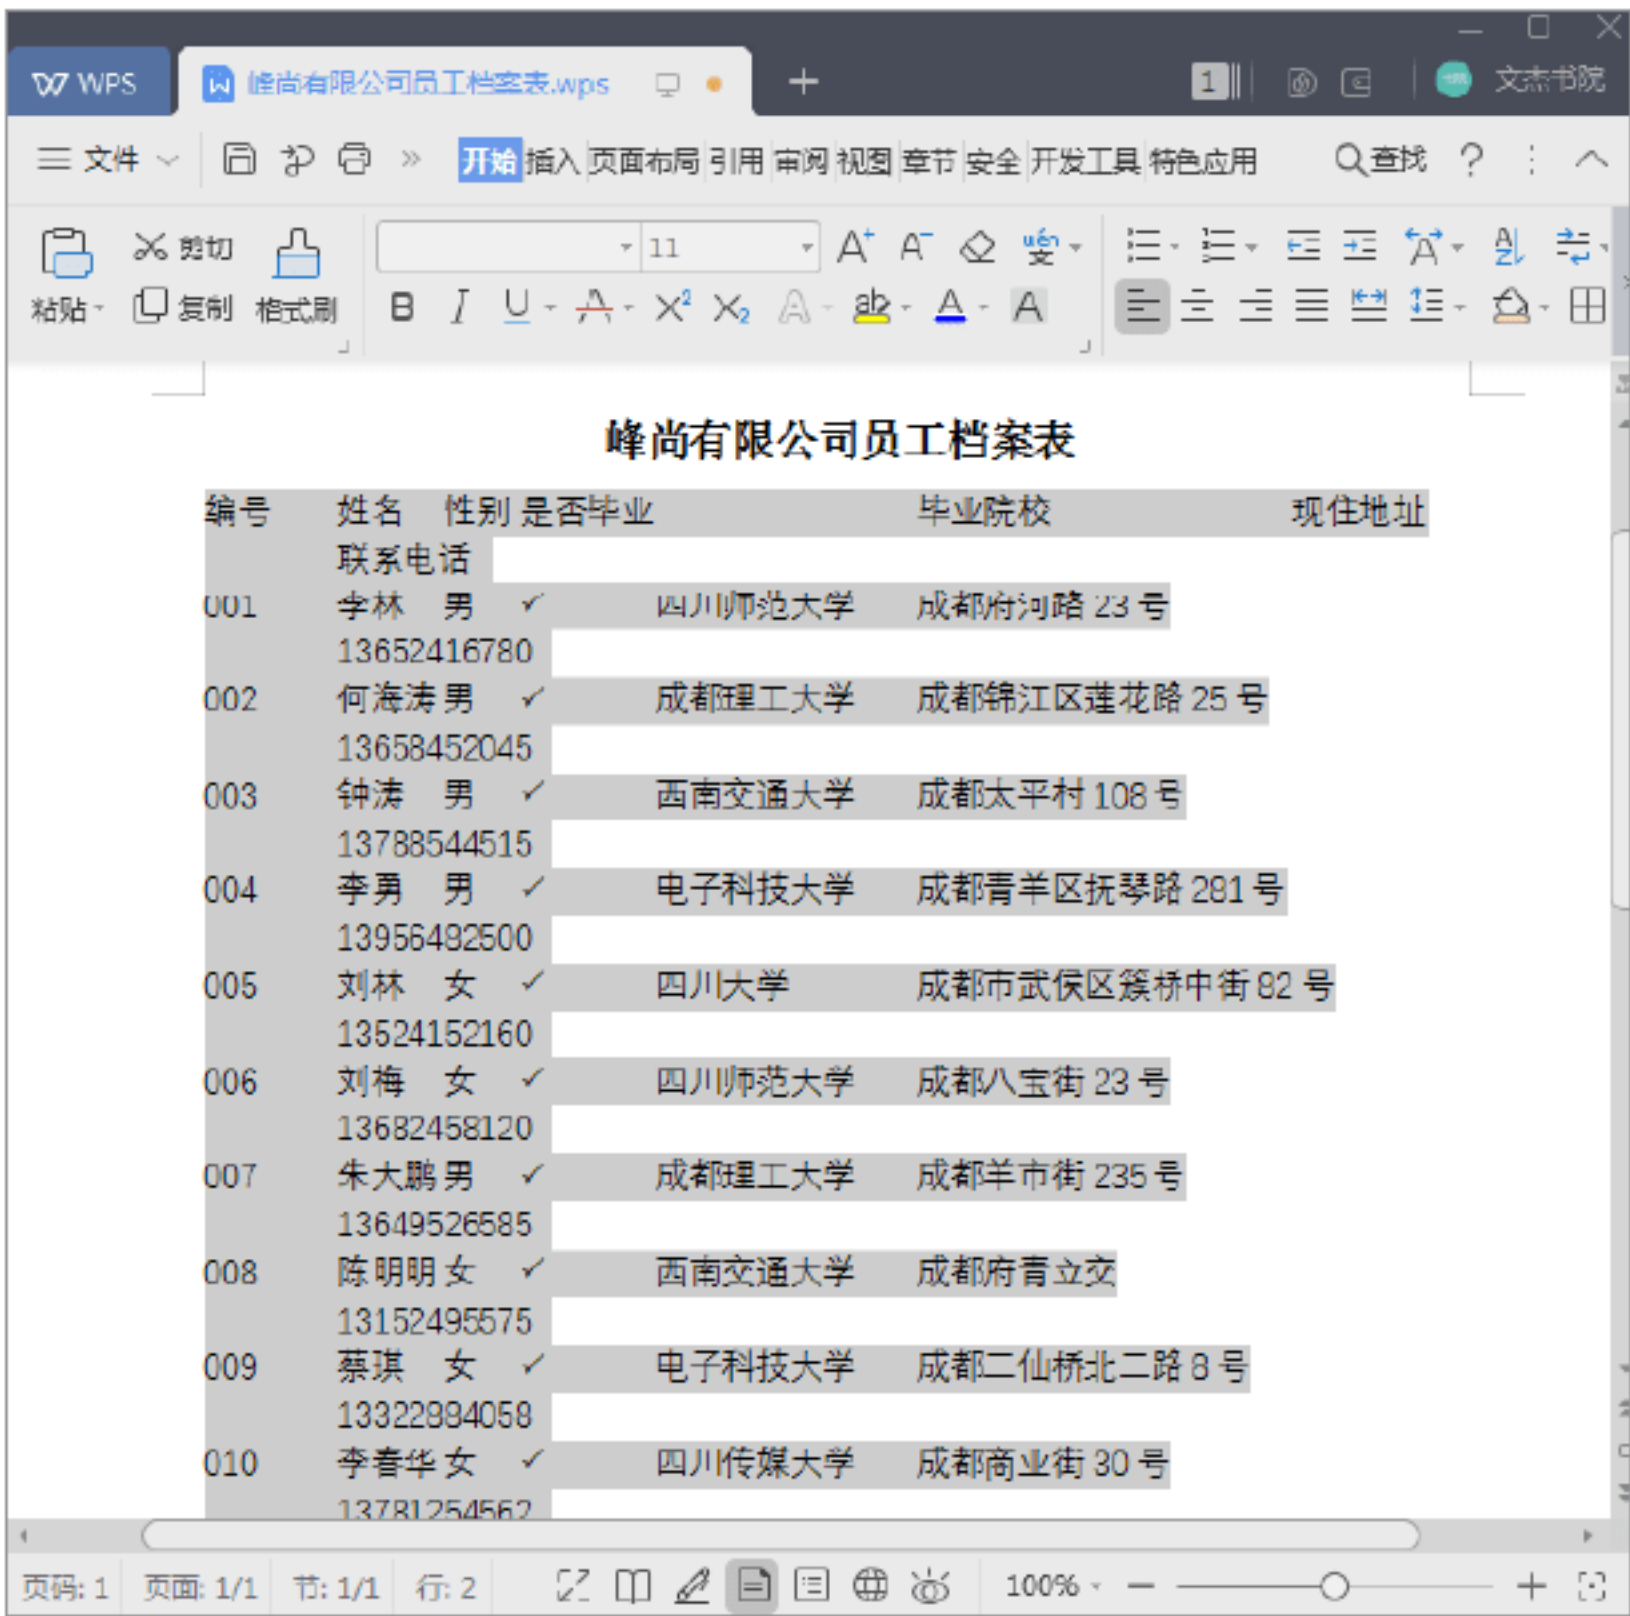 WPS 峰尚有限公司员工档案表.wps + 1 文杰书院
文件 开始 插入 页面布局 引用 审阅 视图 章节 安全 开发工具 特色应用 查找 ?
剪切 11 A+ A- wén 文
粘贴 复制 格式刷 B I U A X² X₂ A ab A A
峰尚有限公司员工档案表
编号 姓名 性别 是否毕业 毕业院校 现住地址
联系电话
001 李林 男 ✓ 四川师范大学 成都府河路 23 号
13652416780
002 何海涛 男 ✓ 成都理工大学 成都锦江区莲花路 25 号
13658452045
003 钟涛 男 ✓ 西南交通大学 成都太平村 108 号
13788544515
004 李勇 男 ✓ 电子科技大学 成都青羊区抚琴路 281 号
13956482500
005 刘林 女 ✓ 四川大学 成都市武侯区簇桥中街 82 号
13524152160
006 刘梅 女 ✓ 四川师范大学 成都八宝街 23 号
13682458120
007 朱大鹏 男 ✓ 成都理工大学 成都羊市街 235 号
13649526585
008 陈明明 女 ✓ 西南交通大学 成都府青立交
13152495575
009 蔡琪 女 ✓ 电子科技大学 成都二仙桥北二路 8 号
13322884058
010 李春华 女 ✓ 四川传媒大学 成都商业街 30 号
13781254562
页码: 1 页面: 1/1 节: 1/1 行: 2 100%